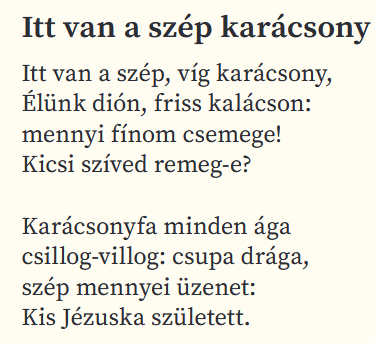 Itt van a szép karácsony
Itt van a szép, víg karácsony,
Élünk dión, friss kalácson:
mennyi fínom csemege!
Kicsi szíved remeg-e?
Karácsonyfa minden ága
csillog-villog: csupa drága,
szép mennyei üzenet:
Kis Jézuska született.